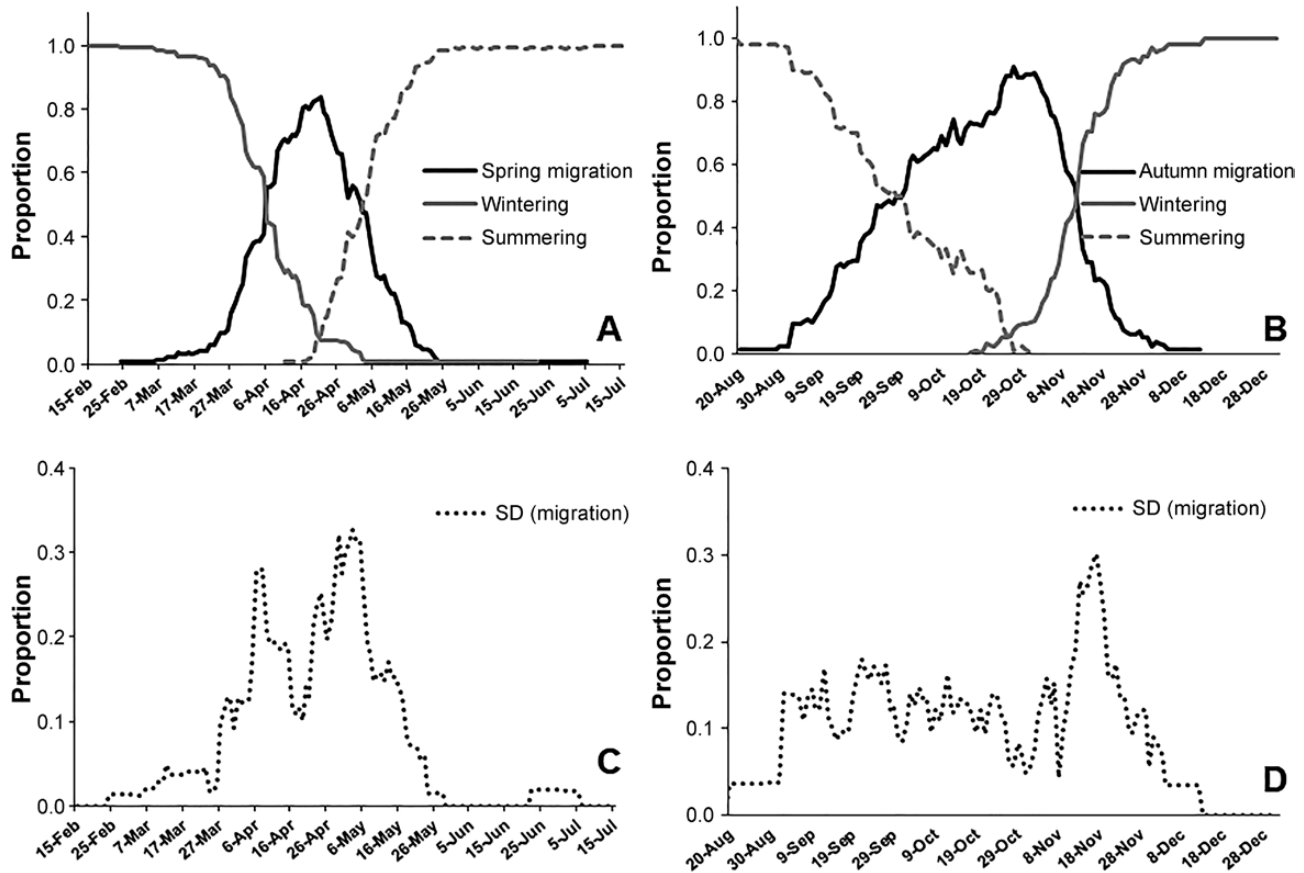 1.0
0.8
0.6
0.4
0.2
0.0
Proportion
Spring migration
Wintering
Summering
A
15-Feb
25-Feb
7-Mar
17-Mar
27-Mar
6-Apr
16-Apr
26-Apr
6-May
16-May
26-May
5-Jun
15-Jun
25-Jun
5-Jul
15-Jul
1.0
0.8
0.6
0.4
0.2
0.0
Proportion
Autumn migration
Wintering
Summering
B
20-Aug
30-Aug
9-Sep
19-Sep
29-Sep
9-Oct
19-Oct
29-Oct
8-Nov
18-Nov
28-Nov
8-Dec
18-Dec
28-Dec
0.4
0.3
0.2
0.1
0.0
Proportion
SD (migration)
C
15-Feb
25-Feb
7-Mar
17-Mar
27-Mar
6-Apr
16-Apr
26-Apr
6-May
16-May
26-May
5-Jun
15-Jun
25-Jun
5-Jul
15-Jul
0.4
0.3
0.2
0.1
0.0
Proportion
SD (migration)
D
20-Aug
30-Aug
9-Sep
19-Sep
29-Sep
9-Oct
19-Oct
29-Oct
8-Nov
18-Nov
28-Nov
8-Dec
18-Dec
28-Dec